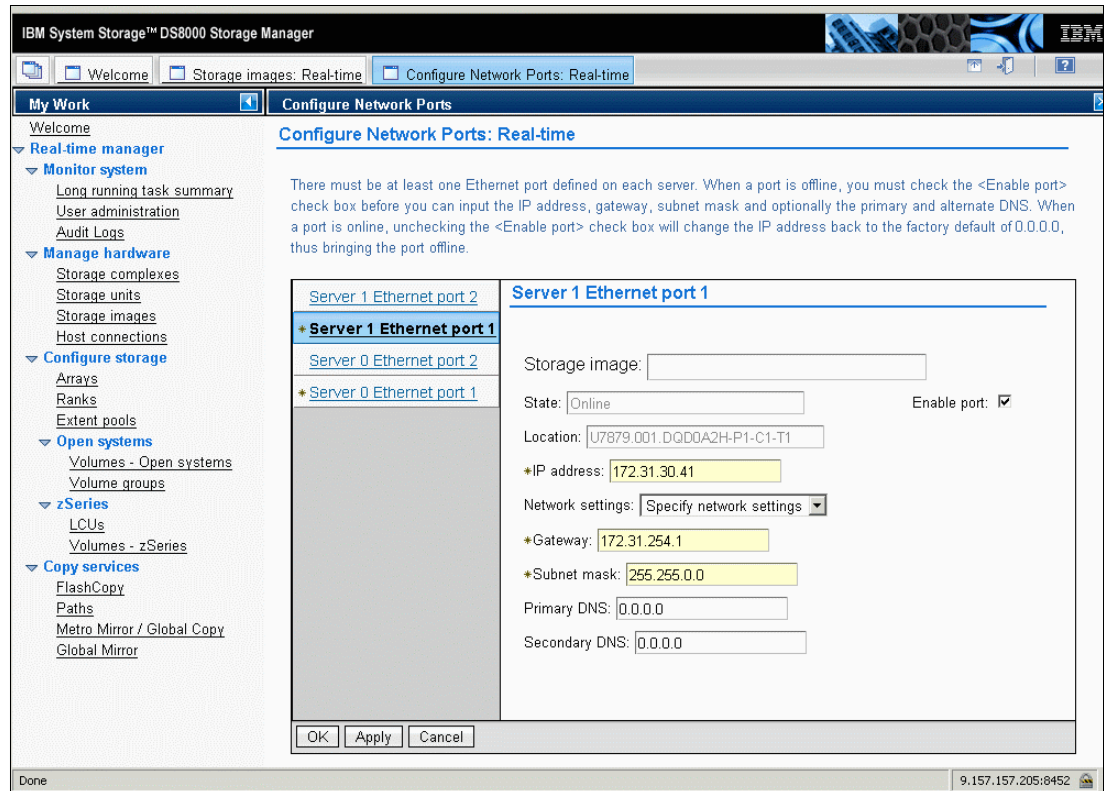 IBM System Storage™ DS8000 Storage Manager
IBM
Welcome
Storage images: Real-time
Configure Network Ports: Real-time
?
My Work
Configure Network Ports
Welcome
Real-time manager
Monitor system
Long running task summary
User administration
Audit Logs
Manage hardware
Storage complexes
Storage units
Storage images
Host connections
Configure storage
Arrays
Ranks
Extent pools
Open systems
Volumes - Open systems
Volume groups
zSeries
LCUs
Volumes - zSeries
Copy services
FlashCopy
Paths
Metro Mirror / Global Copy
Global Mirror
Configure Network Ports: Real-time
There must be at least one Ethernet port defined on each server. When a port is offline, you must check the <Enable port>
check box before you can input the IP address, gateway, subnet mask and optionally the primary and alternate DNS. When
a port is online, unchecking the <Enable port> check box will change the IP address back to the factory default of 0.0.0.0,
thus bringing the port offline.
Server 1 Ethernet port 2
Server 1 Ethernet port 1
Server 0 Ethernet port 2
Server 0 Ethernet port 1
Server 1 Ethernet port 1
Storage image:
State: Online
Enable port:
Location: U7879.001.DQD0A2H-P1-C1-T1
IP address: 172.31.30.41
Network settings: Specify network settings
Gateway: 172.31.254.1
Subnet mask: 255.255.0.0
Primary DNS: 0.0.0.0
Secondary DNS: 0.0.0.0
OK Apply Cancel
Done
9.157.157.205:8452